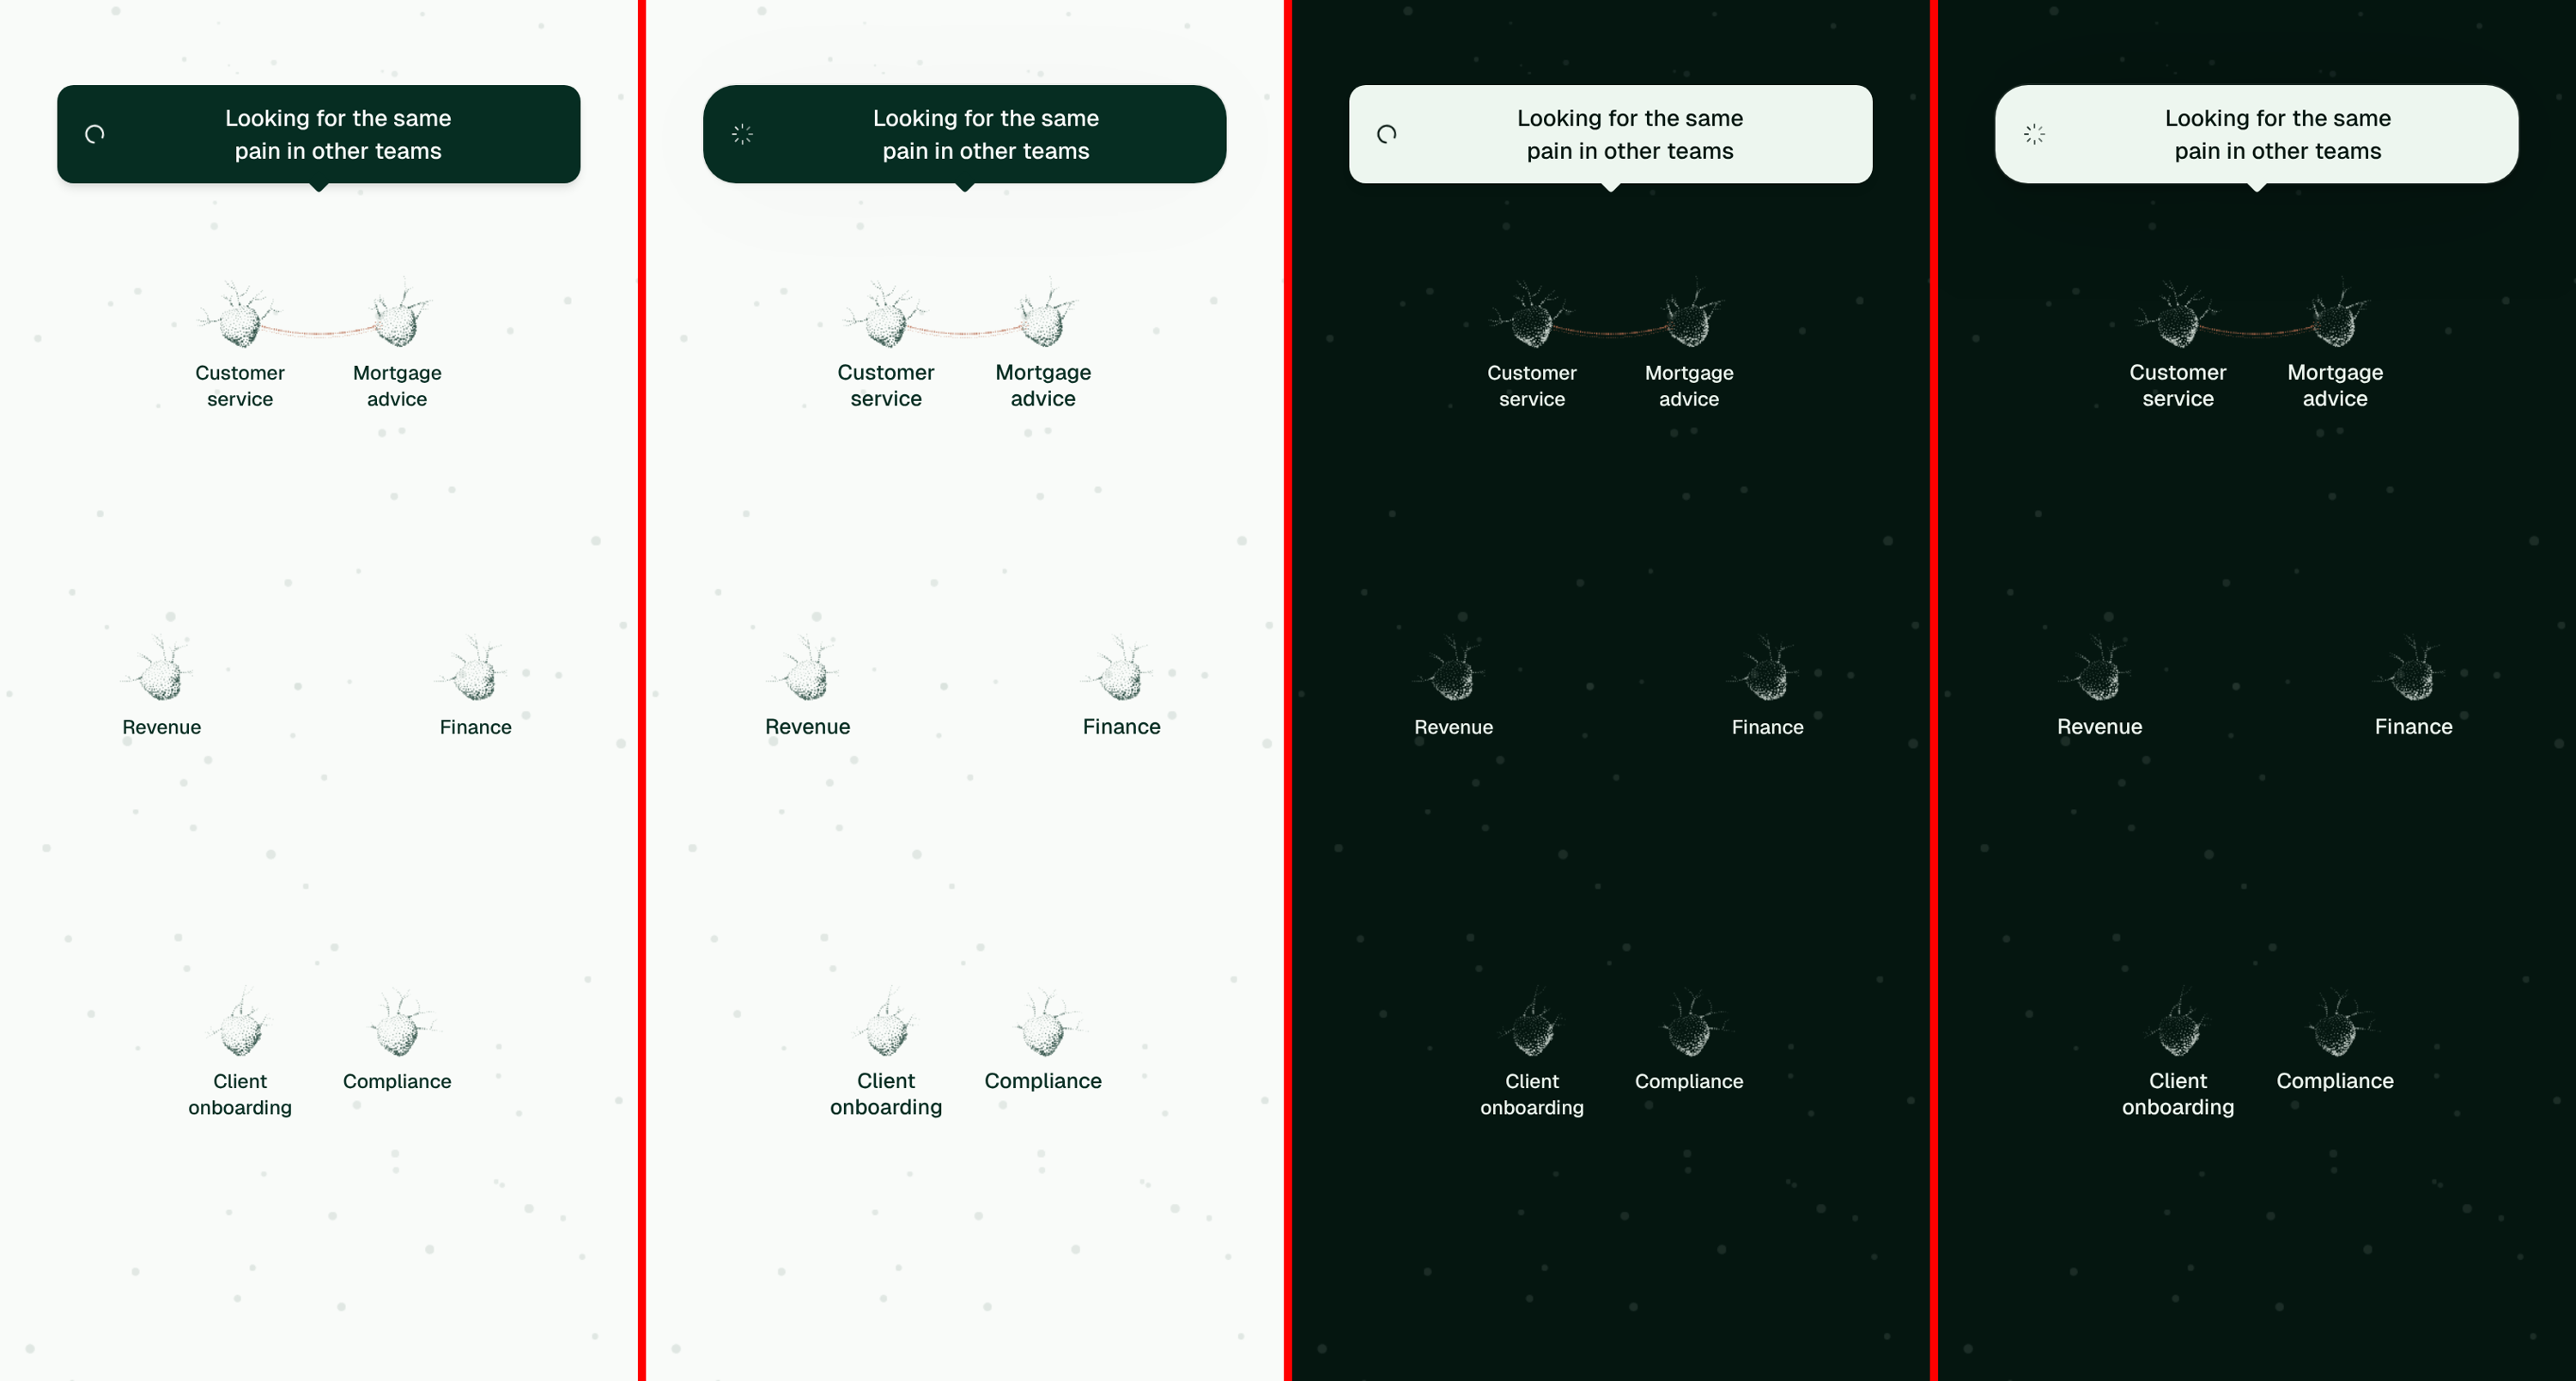 Looking for the same
pain in other teams
Customer
service
Mortgage
advice
Revenue
Finance
Client
onboarding
Compliance
Looking for the same
pain in other teams
Customer
service
Mortgage
advice
Revenue
Finance
Client
onboarding
Compliance
Looking for the same
pain in other teams
Customer
service
Mortgage
advice
Revenue
Finance
Client
onboarding
Compliance
Looking for the same
pain in other teams
Customer
service
Mortgage
advice
Revenue
Finance
Client
onboarding
Compliance